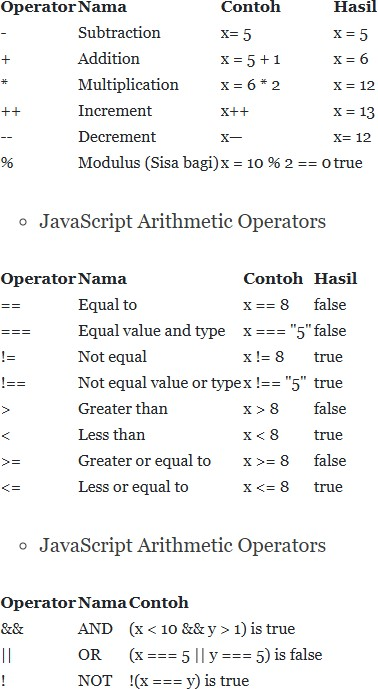 Operator Nama Contoh Hasil
- Subtraction x= 5 x = 5
+ Addition x = 5 + 1 x = 6
* Multiplication x = 6 * 2 x = 12
++ Increment x++ x = 13
-- Decrement x— x= 12
% Modulus (Sisa bagi) x = 10 % 2 == 0 true
○ JavaScript Arithmetic Operators
Operator Nama Contoh Hasil
== Equal to x == 8 false
=== Equal value and type x === "5" false
!= Not equal x != 8 true
!== Not equal value or type x !== "5" true
> Greater than x > 8 false
< Less than x < 8 true
>= Greater or equal to x >= 8 false
<= Less or equal to x <= 8 true
○ JavaScript Arithmetic Operators
Operator Nama Contoh
&& AND (x < 10 && y > 1) is true
|| OR (x === 5 || y === 5) is false
! NOT !(x === y) is true